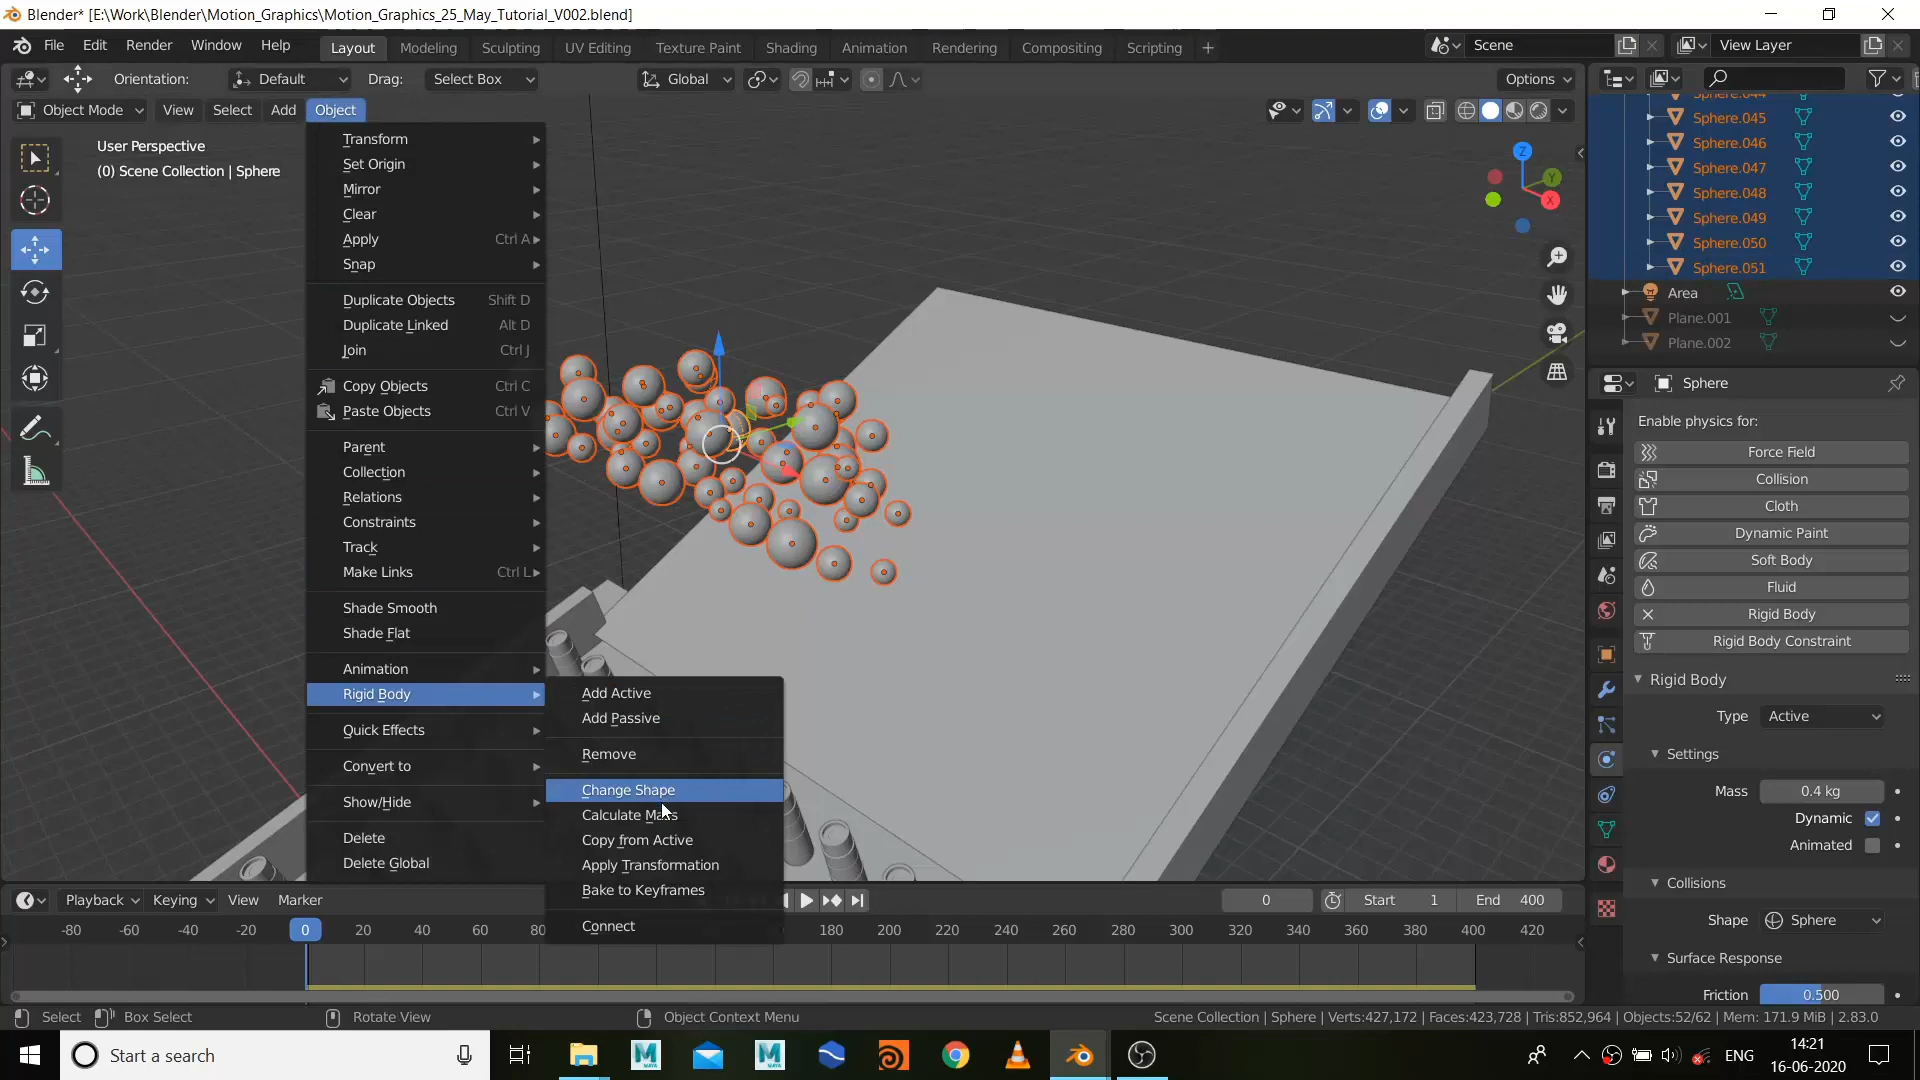 Blender* [E:\Work\Blender\Motion_Graphics\Motion_Graphics_25_May_Tutorial_V002.blend]
File Edit Render Window Help
Layout Modeling Sculpting UV Editing Texture Paint Shading Animation Rendering Compositing Scripting +
Scene
View Layer
Orientation: Default Drag: Select Box
Global
Options
Object Mode View Select Add Object
User Perspective
(0) Scene Collection | Sphere
Transform
Set Origin
Mirror
Clear
Apply Ctrl A
Snap
Duplicate Objects Shift D
Duplicate Linked Alt D
Join Ctrl J
Copy Objects Ctrl C
Paste Objects Ctrl V
Parent
Collection
Relations
Constraints
Track
Make Links Ctrl L
Shade Smooth
Shade Flat
Animation
Rigid Body
Quick Effects
Convert to
Show/Hide
Delete
Delete Global
Add Active
Add Passive
Remove
Change Shape
Calculate
Copy from Active
Apply Transformation
Bake to Keyframes
Connect
Z
Y
X
Sphere.044
Sphere.045
Sphere.046
Sphere.047
Sphere.048
Sphere.049
Sphere.050
Sphere.051
Area
Plane.001
Plane.002
Sphere
Enable physics for:
Force Field
Collision
Cloth
Dynamic Paint
Soft Body
Fluid
Rigid Body
Rigid Body Constraint
Rigid Body
Type Active
Settings
Mass 0.4 kg
Dynamic
Animated
Collisions
Shape Sphere
Surface Response
Friction 0.500
Playback Keying View Marker
0 Start 1 End 400
-80 -60 -40 -20 0 20 40 60 80 180 200 220 240 260 280 300 320 340 360 380 400 420
Select Box Select Rotate View Object Context Menu
Scene Collection | Sphere | Verts:427,172 | Faces:423,728 | Tris:852,964 | Objects:52/62 | Mem: 171.9 MiB | 2.83.0
Start a search
ENG
14:21
16-06-2020